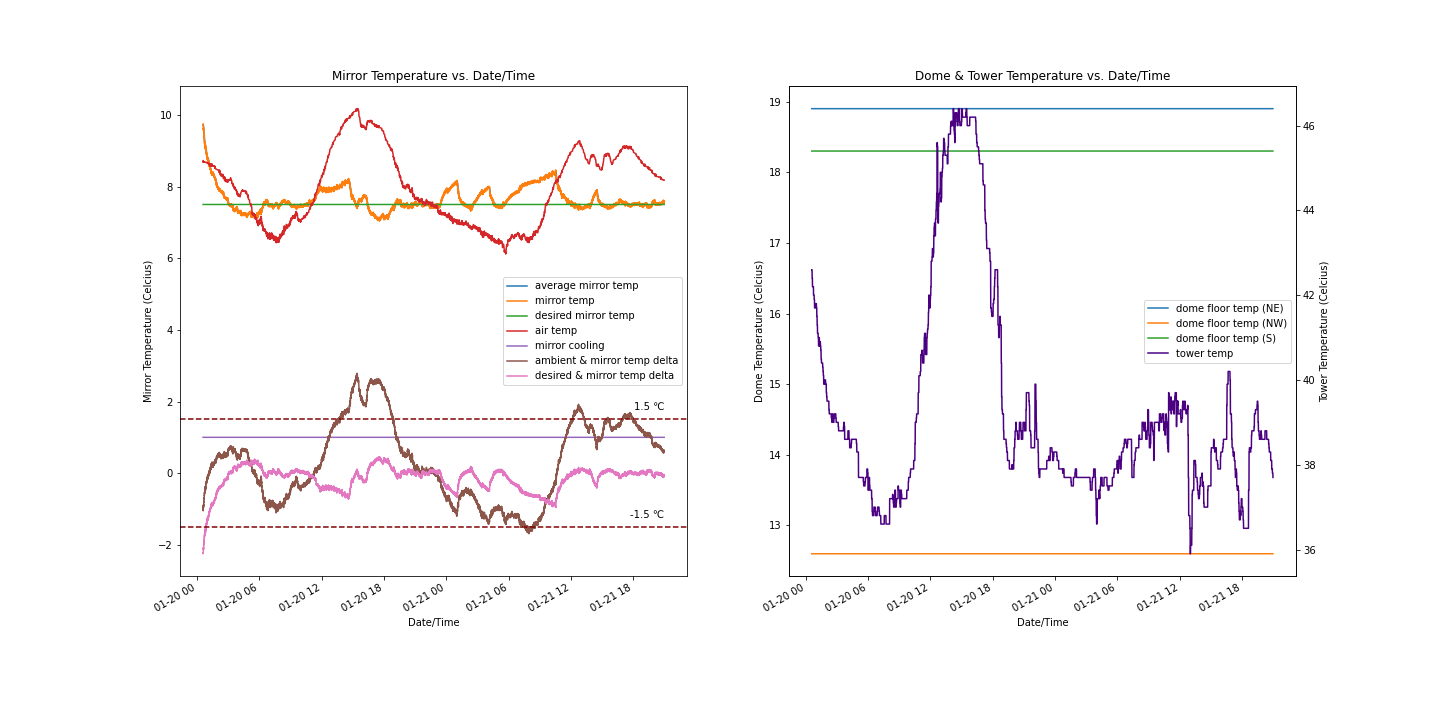 Mirror Temperature vs. Date/Time
Mirror Temperature (Celcius)
10
8
6
4
2
0
−2
average mirror temp
mirror temp
desired mirror temp
air temp
mirror cooling
ambient & mirror temp delta
desired & mirror temp delta
1.5 ℃
-1.5 ℃
01-20 00
01-20 06
01-20 12
01-20 18
01-21 00
01-21 06
01-21 12
01-21 18
Date/Time
Dome & Tower Temperature vs. Date/Time
Dome Temperature (Celcius)
19
18
17
16
15
14
13
dome floor temp (NE)
dome floor temp (NW)
dome floor temp (S)
tower temp
46
44
42
40
38
36
Tower Temperature (Celcius)
01-20 00
01-20 06
01-20 12
01-20 18
01-21 00
01-21 06
01-21 12
01-21 18
Date/Time